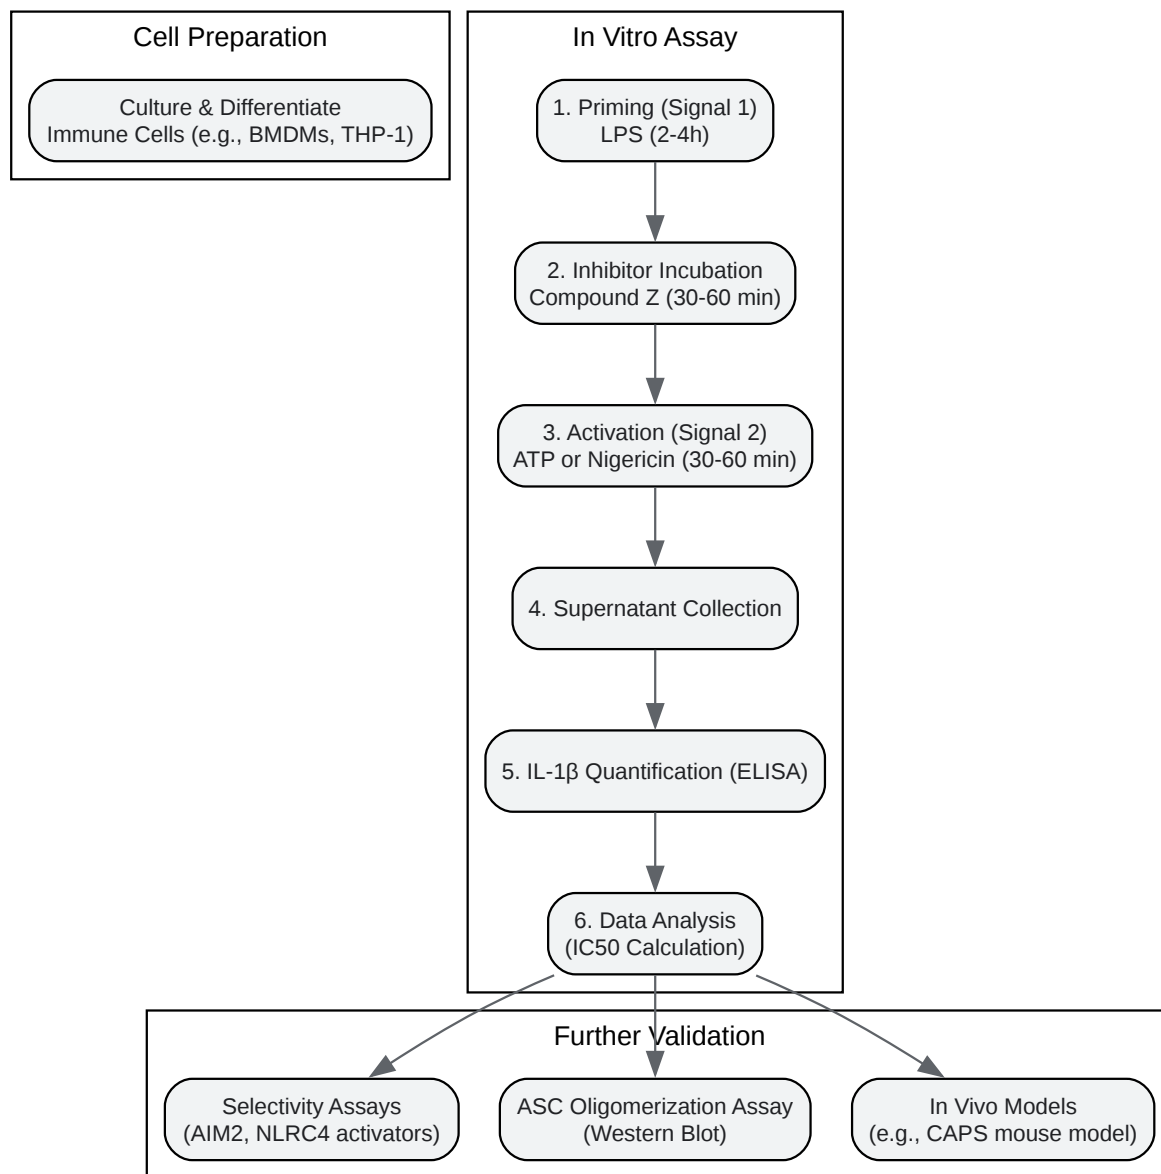 Cell Preparation
Culture & Differentiate
Immune Cells (e.g., BMDMs, THP-1)
In Vitro Assay
1. Priming (Signal 1)
LPS (2-4h)
2. Inhibitor Incubation
Compound Z (30-60 min)
3. Activation (Signal 2)
ATP or Nigericin (30-60 min)
4. Supernatant Collection
5. IL-1β Quantification (ELISA)
6. Data Analysis
(IC50 Calculation)
Further Validation
Selectivity Assays
(AIM2, NLRC4 activators)
ASC Oligomerization Assay
(Western Blot)
In Vivo Models
(e.g., CAPS mouse model)